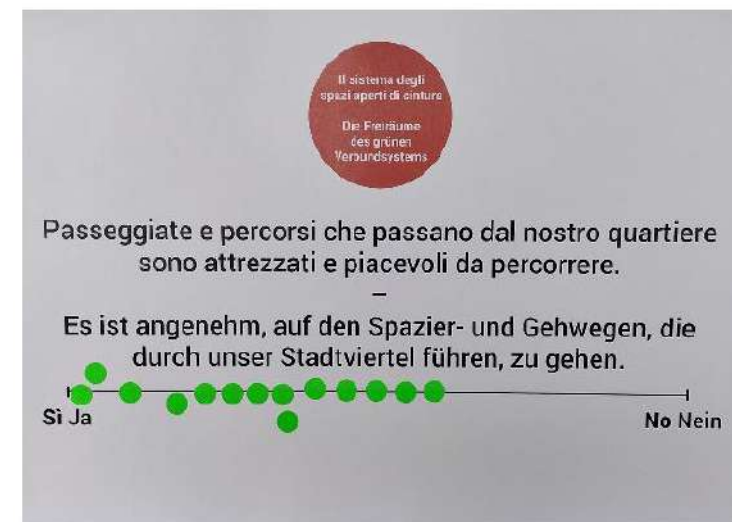 Il sistema degli
spazi aperti di cintura
Die Freiräume
des grünen
Verbundsystems
Passeggiate e percorsi che passano dal nostro quartiere
sono attrezzati e piacevoli da percorrere.
–
Es ist angenehm, auf den Spazier- und Gehwegen, die
durch unser Stadtviertel führen, zu gehen.
Sì Ja
No Nein